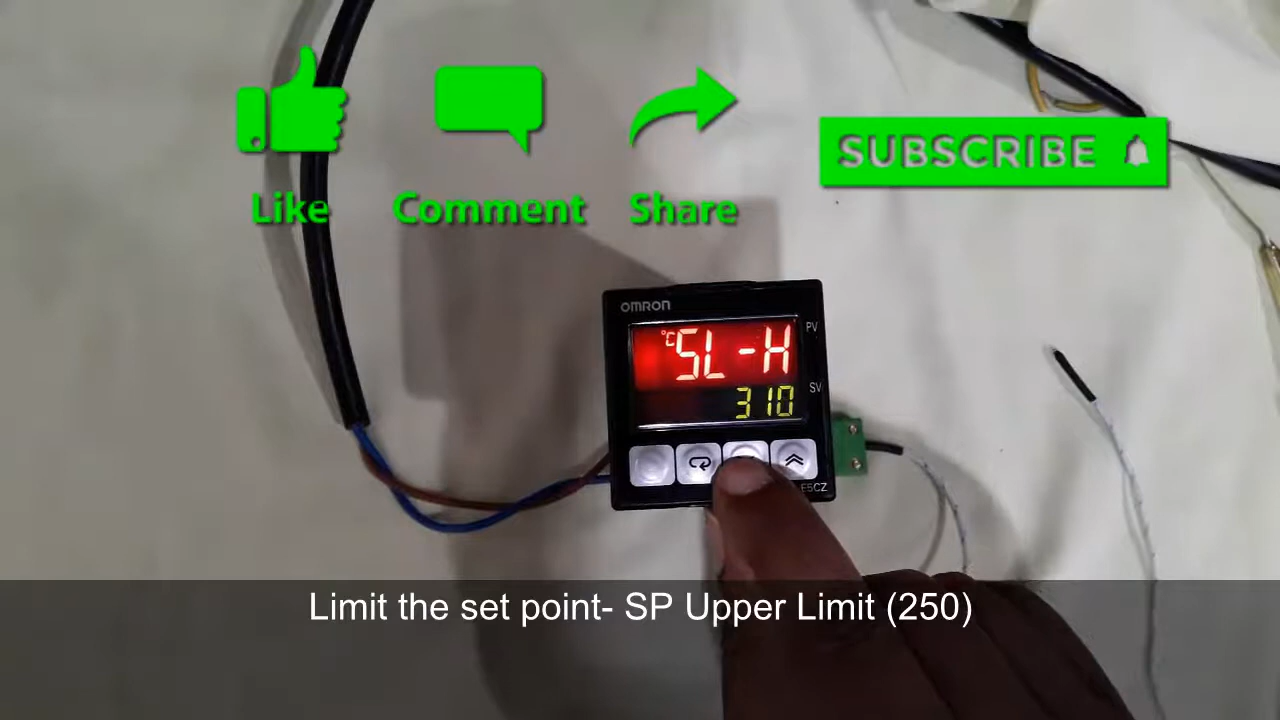 Like
Comment
Share
SUBSCRIBE
OMRON
PV
°C SL-H
SV
310
E5CZ
Limit the set point- SP Upper Limit (250)